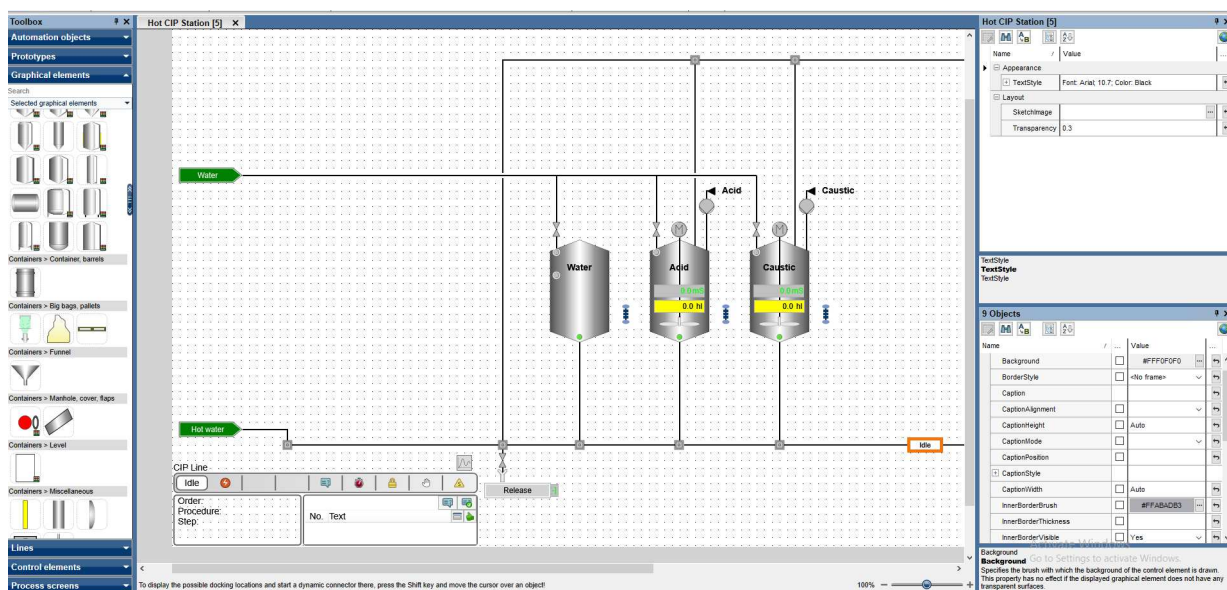 Toolbox
Automation objects
Prototypes
Graphical elements
Search
Selected graphical elements
Containers > Container, barrels
Containers > Big bags, pallets
Containers > Funnel
Containers > Manhole, cover, flaps
Containers > Level
Containers > Miscellaneous
Lines
Control elements
Process screens
Hot CIP Station [5] X
Water
Acid
Caustic
M
M
Water
Acid
Caustic
0.0 mS
0.0 mS
0.0 hl
0.0 hl
Hot water
Idle
CIP Line
Idle
Order:
Procedure:
Step:
No. Text
Release
To display the possible docking locations and start a dynamic connector there, press the Shift key and move the cursor over an object!
100%
Hot CIP Station [5]
Name / Value
Appearance
TextStyle Font: Arial; 10.7; Color: Black
Layout
SketchImage
Transparency 0.3
TextStyle
TextStyle
TextStyle
9 Objects
Name / ... Value
Background #FFF0F0F0
BorderStyle <No frame>
Caption
CaptionAlignment
CaptionHeight Auto
CaptionMode
CaptionPosition
CaptionStyle
CaptionWidth Auto
InnerBorderBrush #FFABADB3
InnerBorderThickness
InnerBorderVisible Yes
Activate Windows
Go to Settings to activate Windows.
Background
Background
Specifies the brush with which the background of the control element is drawn.
This property has no effect if the displayed graphical element does not have any
transparent surfaces.